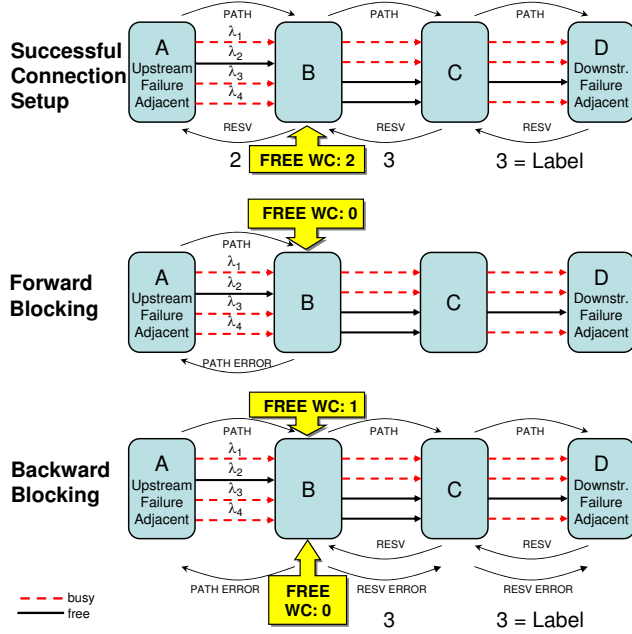 PATH PATH PATH
Successful
Connection
Setup
A
Upstream
Failure
Adjacent
λ1
λ2
λ3
λ4
B
C
D
Downstr.
Failure
Adjacent
RESV RESV RESV
2
FREE WC: 2
3
3 = Label
FREE WC: 0
PATH
Forward
Blocking
A
Upstream
Failure
Adjacent
λ1
λ2
λ3
λ4
B
C
D
Downstr.
Failure
Adjacent
PATH ERROR
FREE WC: 1
PATH PATH PATH
Backward
Blocking
A
Upstream
Failure
Adjacent
λ1
λ2
λ3
λ4
B
C
D
Downstr.
Failure
Adjacent
RESV RESV
PATH ERROR
FREE
WC: 0
RESV ERROR RESV ERROR
3
3 = Label
busy
free